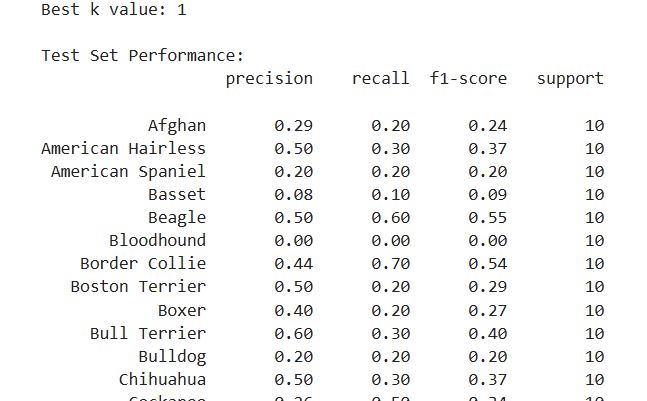 Best k value: 1
Test Set Performance:
precision recall f1-score support
Afghan 0.29 0.20 0.24 10
American Hairless 0.50 0.30 0.37 10
American Spaniel 0.20 0.20 0.20 10
Basset 0.08 0.10 0.09 10
Beagle 0.50 0.60 0.55 10
Bloodhound 0.00 0.00 0.00 10
Border Collie 0.44 0.70 0.54 10
Boston Terrier 0.50 0.20 0.29 10
Boxer 0.40 0.20 0.27 10
Bull Terrier 0.60 0.30 0.40 10
Bulldog 0.20 0.20 0.20 10
Chihuahua 0.50 0.30 0.37 10